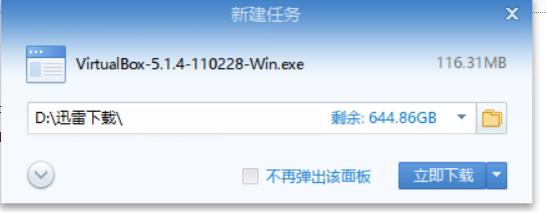 新建任务
VirtualBox-5.1.4-110228-Win.exe 116.31MB
D:\迅雷下载\ 剩余: 644.86GB
不再弹出该面板 立即下载